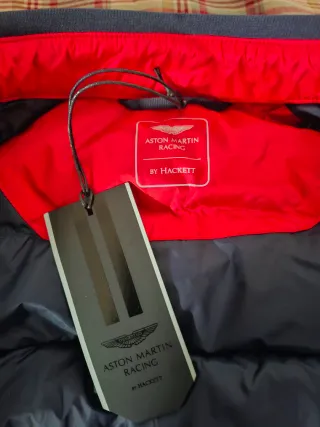 ASTON MARTIN
RACING
BY HACKETT
ASTON MARTIN
RACING
BY HACKETT